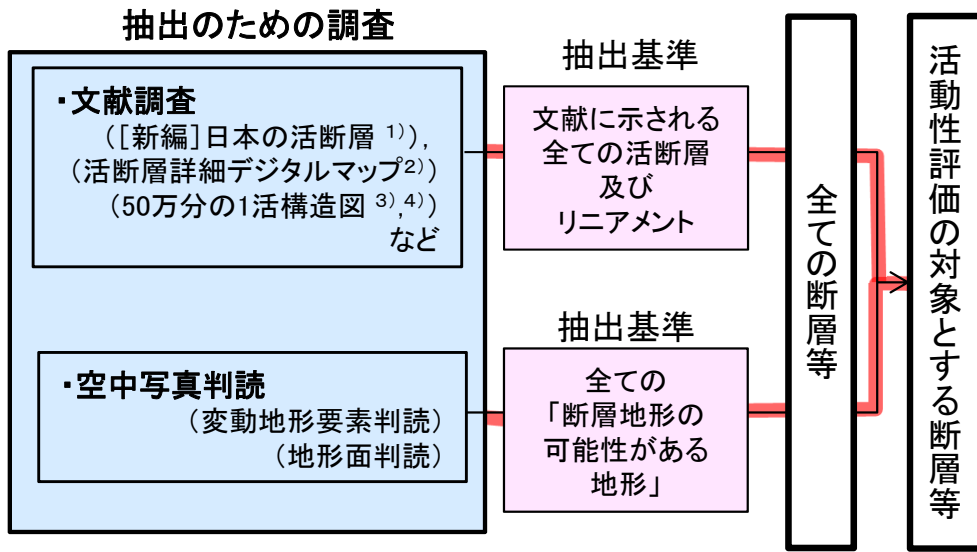 抽出のための調査
・文献調査
([新編]日本の活断層 1)),
(活断層詳細デジタルマップ2))
(50万分の1活構造図 3),4))
など
抽出基準
文献に示される
全ての活断層
及び
リニアメント
・空中写真判読
(変動地形要素判読)
(地形面判読)
抽出基準
全ての
「断層地形の
可能性がある
地形」
全ての断層等
活動性評価の対象とする断層等